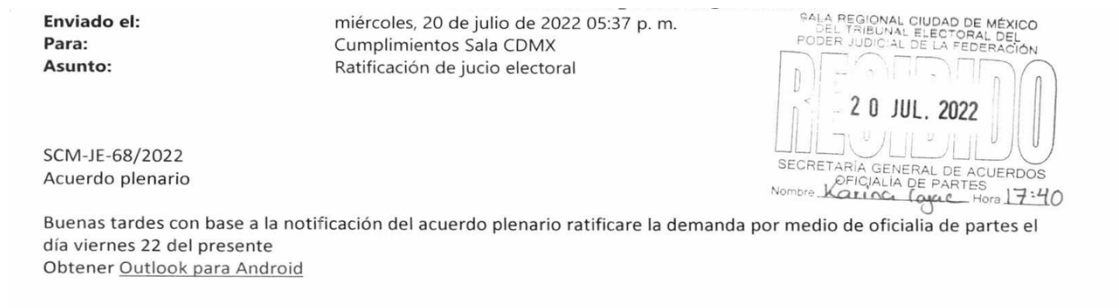 Enviado el: miércoles, 20 de julio de 2022 05:37 p. m.
Para: Cumplimientos Sala CDMX
Asunto: Ratificación de jucio electoral
SALA REGIONAL CIUDAD DE MÉXICO
DEL TRIBUNAL ELECTORAL DEL
PODER JUDICIAL DE LA FEDERACIÓN
RECIBIDO
20 JUL. 2022
SECRETARÍA GENERAL DE ACUERDOS
OFICIALÍA DE PARTES
Nombre Karina Hora 17:40
SCM-JE-68/2022
Acuerdo plenario
Buenas tardes con base a la notificación del acuerdo plenario ratificare la demanda por medio de oficialia de partes el
día viernes 22 del presente
Obtener Outlook para Android